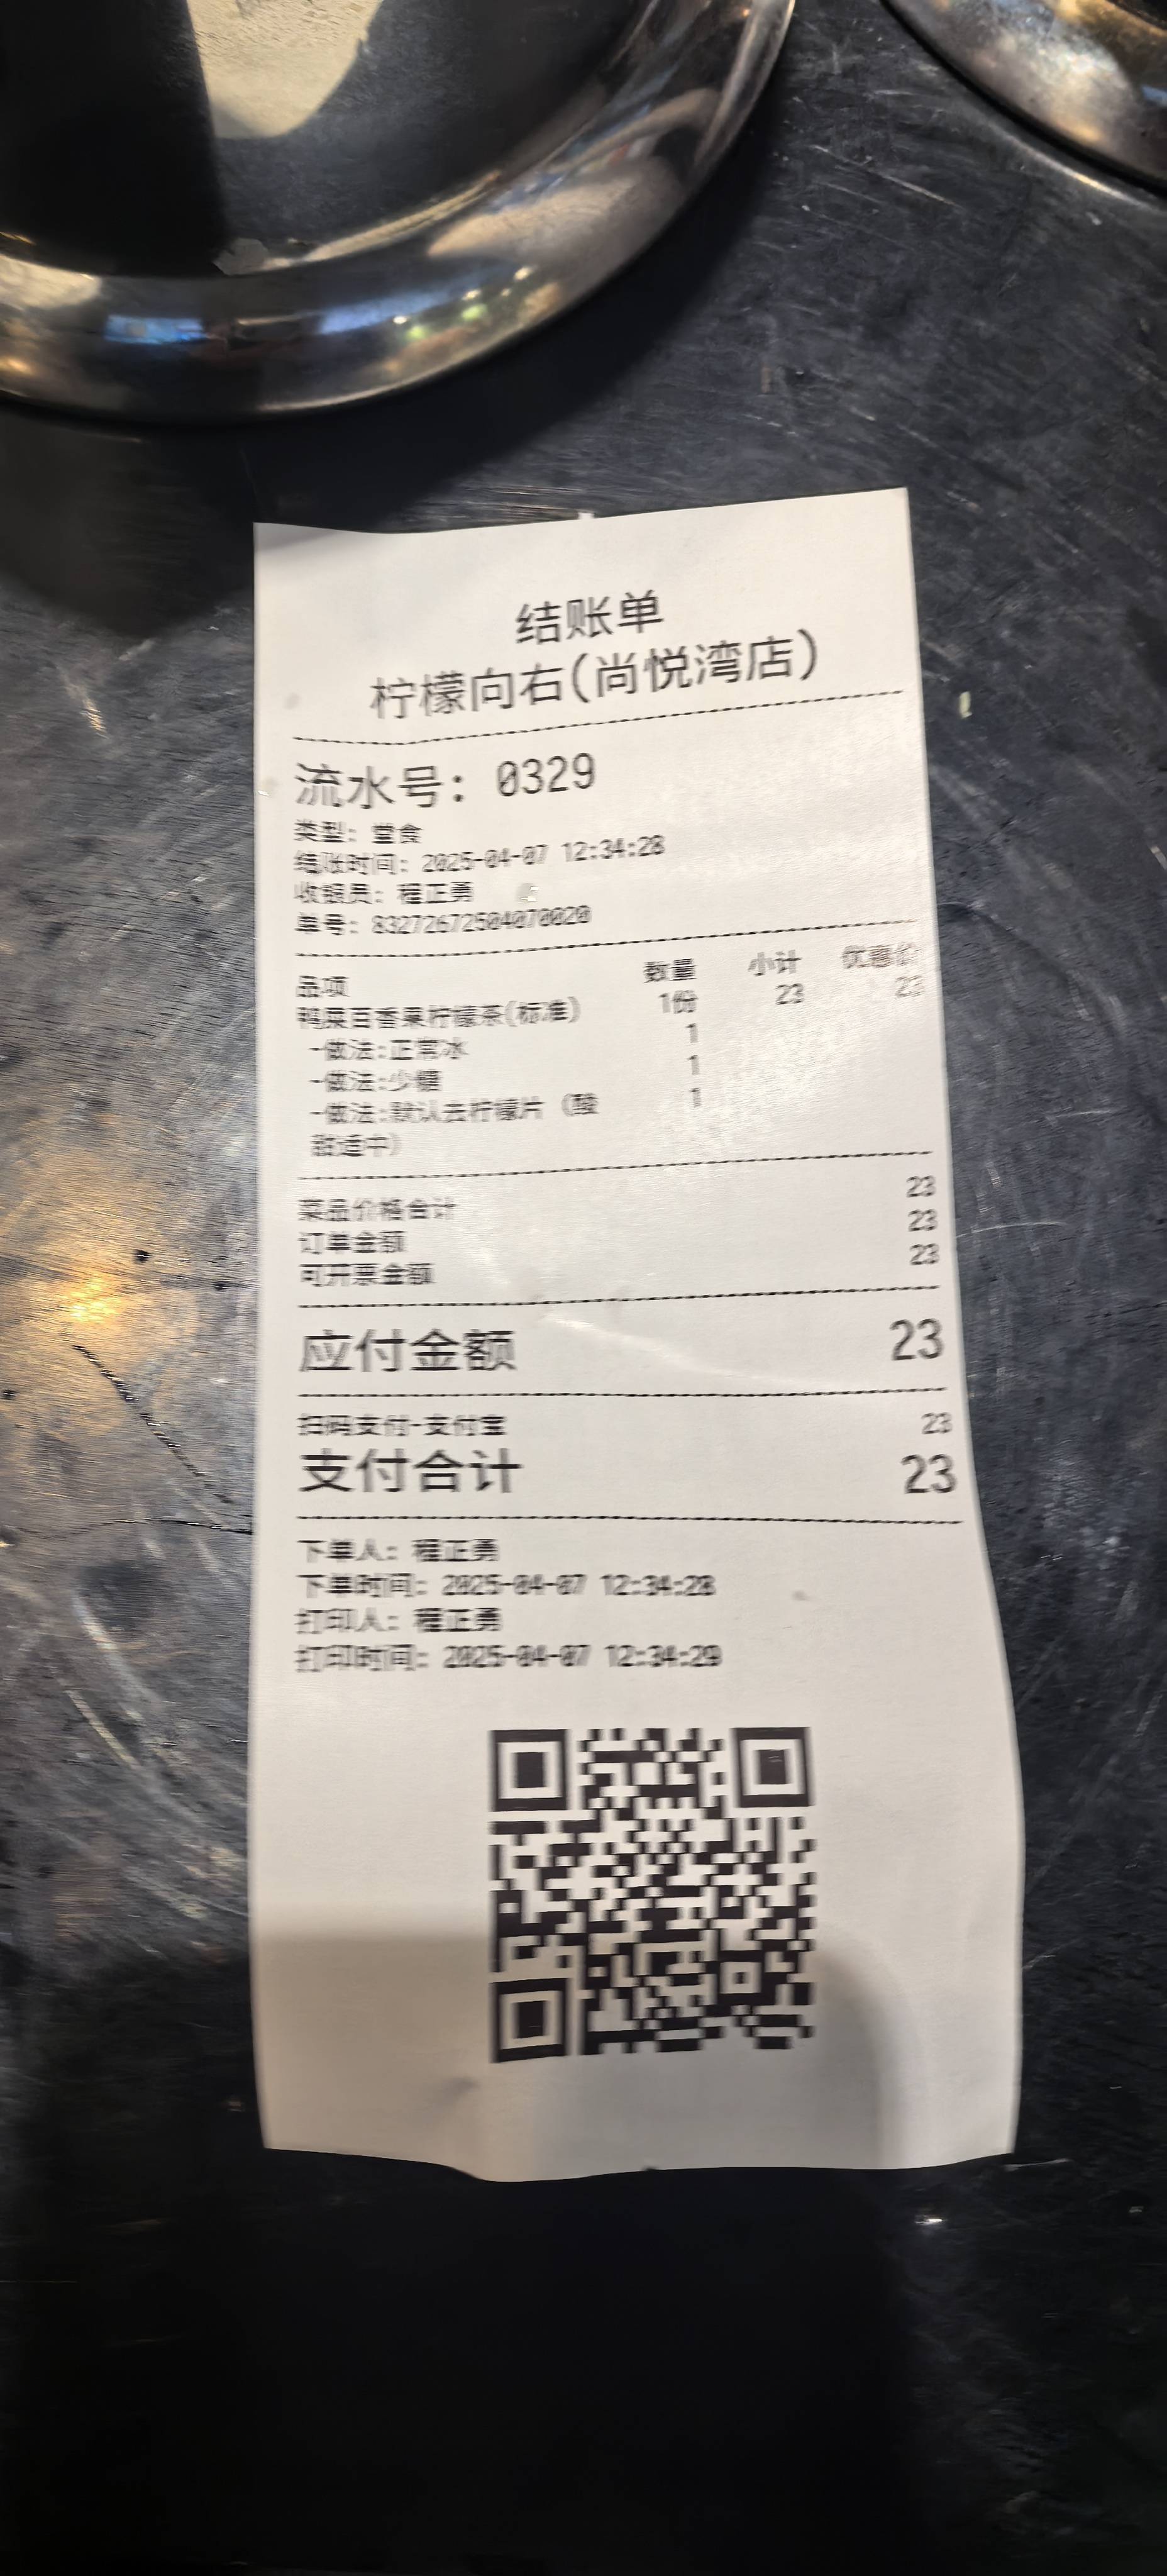 结账单
柠檬向右(尚悦湾店)
流水号: 0329
类型: 堂食
结账时间: 2025-04-07 12:34:28
收银员: 程正勇
单号: 83272672504070020
品项 数量 小计 优惠价
鸭屎百香果柠檬茶(标准) 1份 23 23
-做法:正常冰 1
-做法:少糖 1
-做法:默认去柠檬片 (酸 1
甜适中)
菜品价格合计 23
订单金额 23
可开票金额 23
应付金额 23
扫码支付-支付宝 23
支付合计 23
下单人: 程正勇
下单时间: 2025-04-07 12:34:28
打印人: 程正勇
打印时间: 2025-04-07 12:34:29